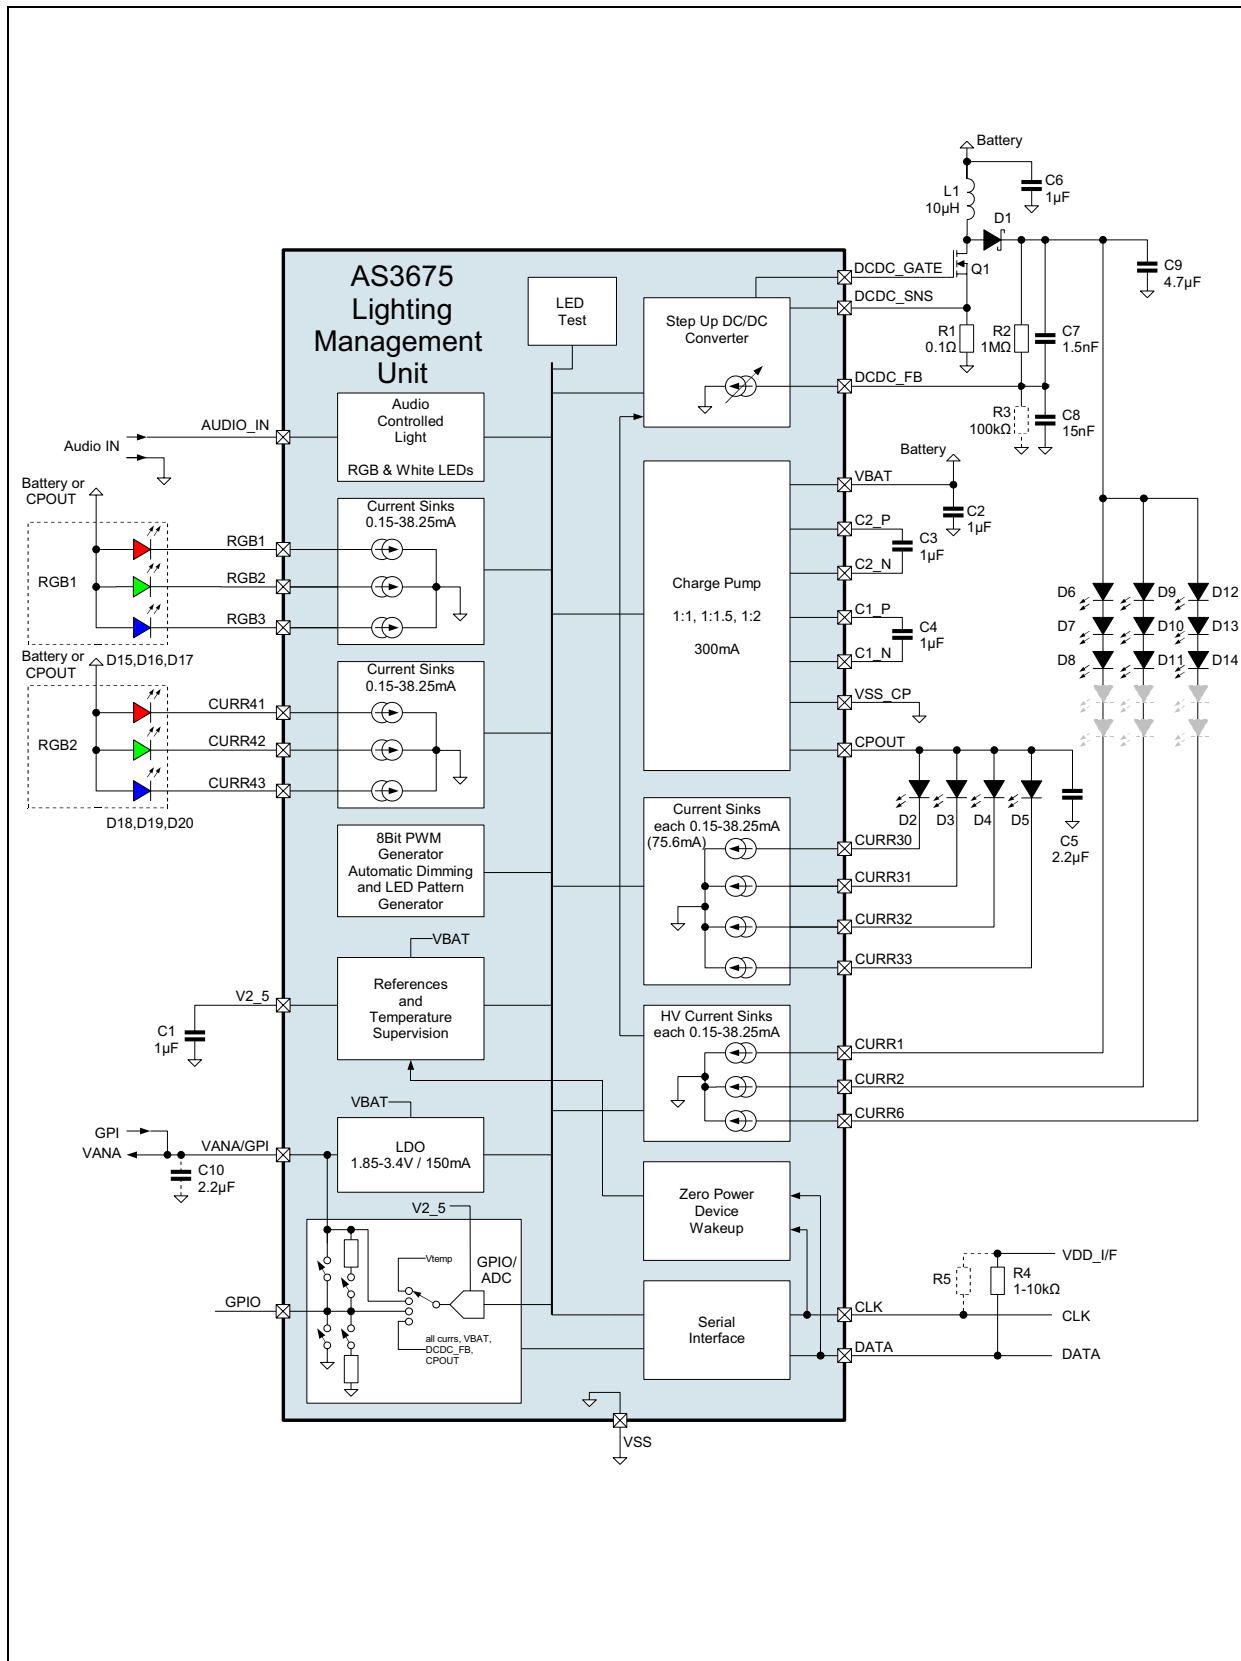 Battery
C6
1µF
L1
10µH
D1
Q1
C9
4.7µF
R1
0.1Ω
R2
1MΩ
C7
1.5nF
R3
100kΩ
C8
15nF
AS3675
Lighting
Management
Unit
LED
Test
Step Up DC/DC
Converter
DCDC_GATE
DCDC_SNS
DCDC_FB
Audio IN
AUDIO_IN
Audio
Controlled
Light
RGB & White LEDs
Battery or
CPOUT
RGB1
RGB1
RGB2
RGB3
D15,D16,D17
Current Sinks
0.15-38.25mA
Battery or
CPOUT
RGB2
CURR41
CURR42
CURR43
D18,D19,D20
Current Sinks
0.15-38.25mA
Charge Pump
1:1, 1:1.5, 1:2
300mA
Battery
VBAT
C2
1µF
C2_P
C3
1µF
C2_N
C1_P
C4
1µF
C1_N
VSS_CP
CPOUT
D6
D9
D12
D7
D10
D13
D8
D11
D14
D2
D3
D4
D5
C5
2.2µF
8Bit PWM
Generator
Automatic Dimming
and LED Pattern
Generator
Current Sinks
each 0.15-38.25mA
(75.6mA)
CURR30
CURR31
CURR32
CURR33
VBAT
V2_5
C1
1µF
References
and
Temperature
Supervision
HV Current Sinks
each 0.15-38.25mA
CURR1
CURR2
CURR6
VBAT
GPI
VANA
VANA/GPI
C10
2.2µF
LDO
1.85-3.4V / 150mA
Zero Power
Device
Wakeup
V2_5
Vtemp
GPIO/
ADC
GPIO
all currs, VBAT,
DCDC_FB,
CPOUT
Serial
Interface
VDD_I/F
R5
R4
1-10kΩ
CLK
CLK
DATA
DATA
VSS